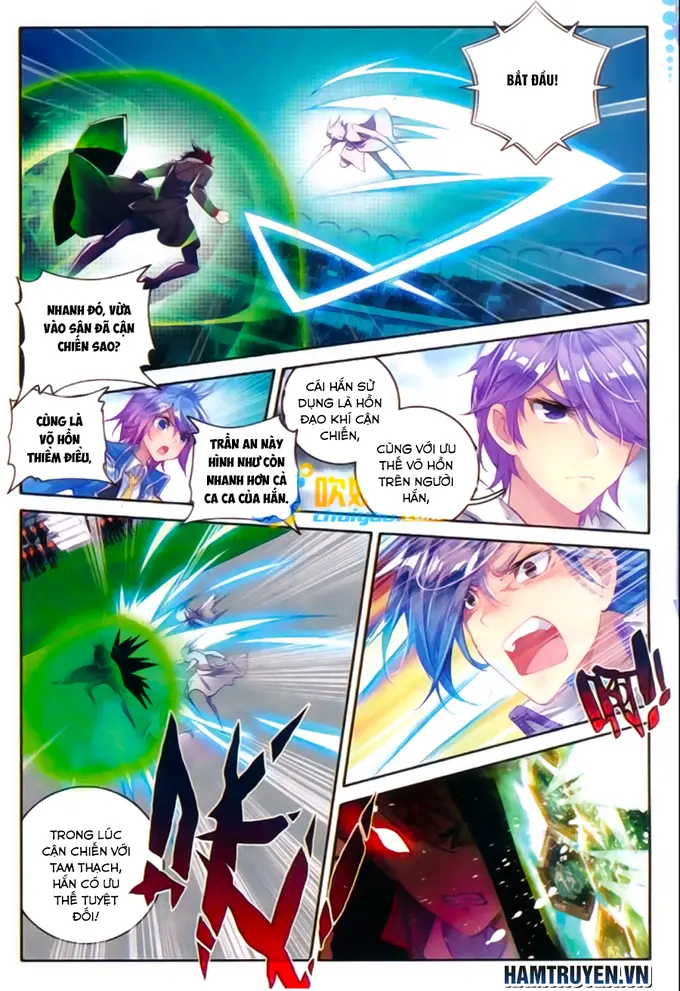 BẮT ĐẦU!
NHANH ĐÓ, VỪA
VÀO SÂN ĐÃ CẬN
CHIẾN SAO?
CÁI HẮN SỬ
DỤNG LÀ HỒN
ĐẠO KHÍ CẬN
CHIẾN,
CÙNG VỚI ƯU
THẾ VÕ HỒN
TRÊN NGƯỜI
HẮN,
CÙNG LÀ
VÕ HỒN
THIỀM ĐIỀU,
TRẦN AN NÀY
HÌNH NHƯ CÒN
NHANH HƠN CẢ
CA CA CỦA HẮN.
TRONG LÚC
CẬN CHIẾN VỚI
TAM THẠCH,
HẮN CÓ ƯU
THẾ TUYỆT
ĐỐI!
HAMTRUYEN.VN